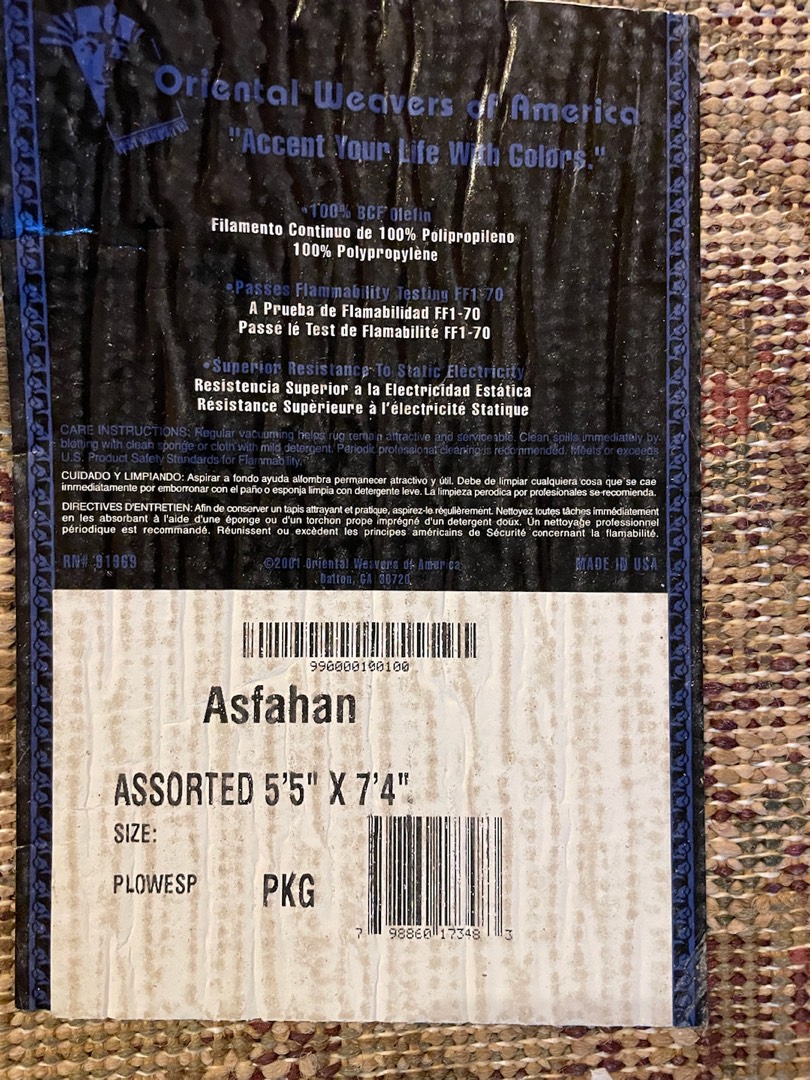 Oriental Weavers of America
"Accent Your Life With Colors."
•100% BCF Olefin
Filamento Continuo de 100% Polipropileno
100% Polypropylène
•Passes Flammability Testing FF1-70
A Prueba de Flamabilidad FF1-70
Passé lé Test de Flamabilité FF1-70
•Superior Resistance To Static Electricity
Resistencia Superior a la Electricidad Estática
Résistance Supèrieure à l'électricité Statique
CARE INSTRUCTIONS: Regular vacuuming helps rug remain attractive and serviceable. Clean spills immediately by
blotting with clean sponge or cloth with mild detergent. Periodic professional cleaning is recommended. Meets or exceeds
U.S. Product Safety Standards for Flammability.
CUIDADO Y LIMPIANDO: Aspirar a fondo ayuda allombra permanecer atractivo y útil. Debe de limpiar cualquiera cosa que se cae
immediatamente por emborronar con el paño o esponja limpia con detergente leve. La limpieza perodica por profesionales se recomienda.
DIRECTIVES D'ENTRETIEN: Afin de conserver un tapis attrayant et pratique, aspirez-le régulièrement. Nettoyez toutes tâches immédiatement
en les absorbant à l'aide d'une éponge ou d'un torchon prope imprégné d'un detergent doux. Un nettoyage professionnel
périodique est recommandé. Réunissent ou excèdent les principes américains de Sécurité concernant la flamabilité.
RN# 91969 ©2001 Oriental Weavers of America MADE IN USA
Dalton, GA 30720
990000100100
Asfahan
ASSORTED 5'5" X 7'4"
SIZE:
PLOWESP PKG
7 98860 17348 3